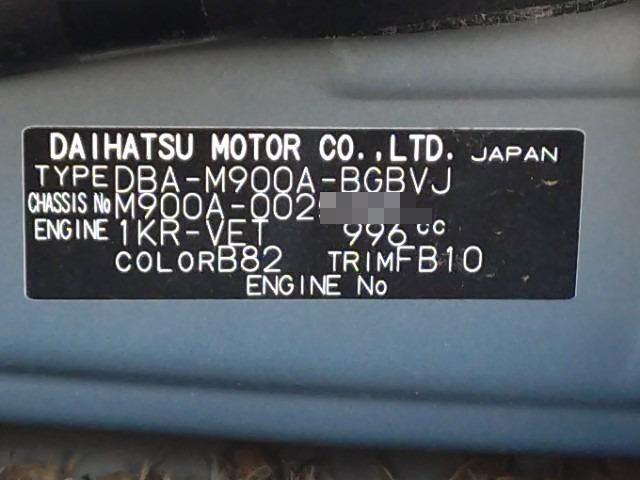 DAIHATSU MOTOR CO.,LTD. JAPAN
TYPE DBA-M900A-BGBVJ
CHASSIS No M900A-002
ENGINE 1KR-VET 996cc
COLOR B82 TRIM FB10
ENGINE No